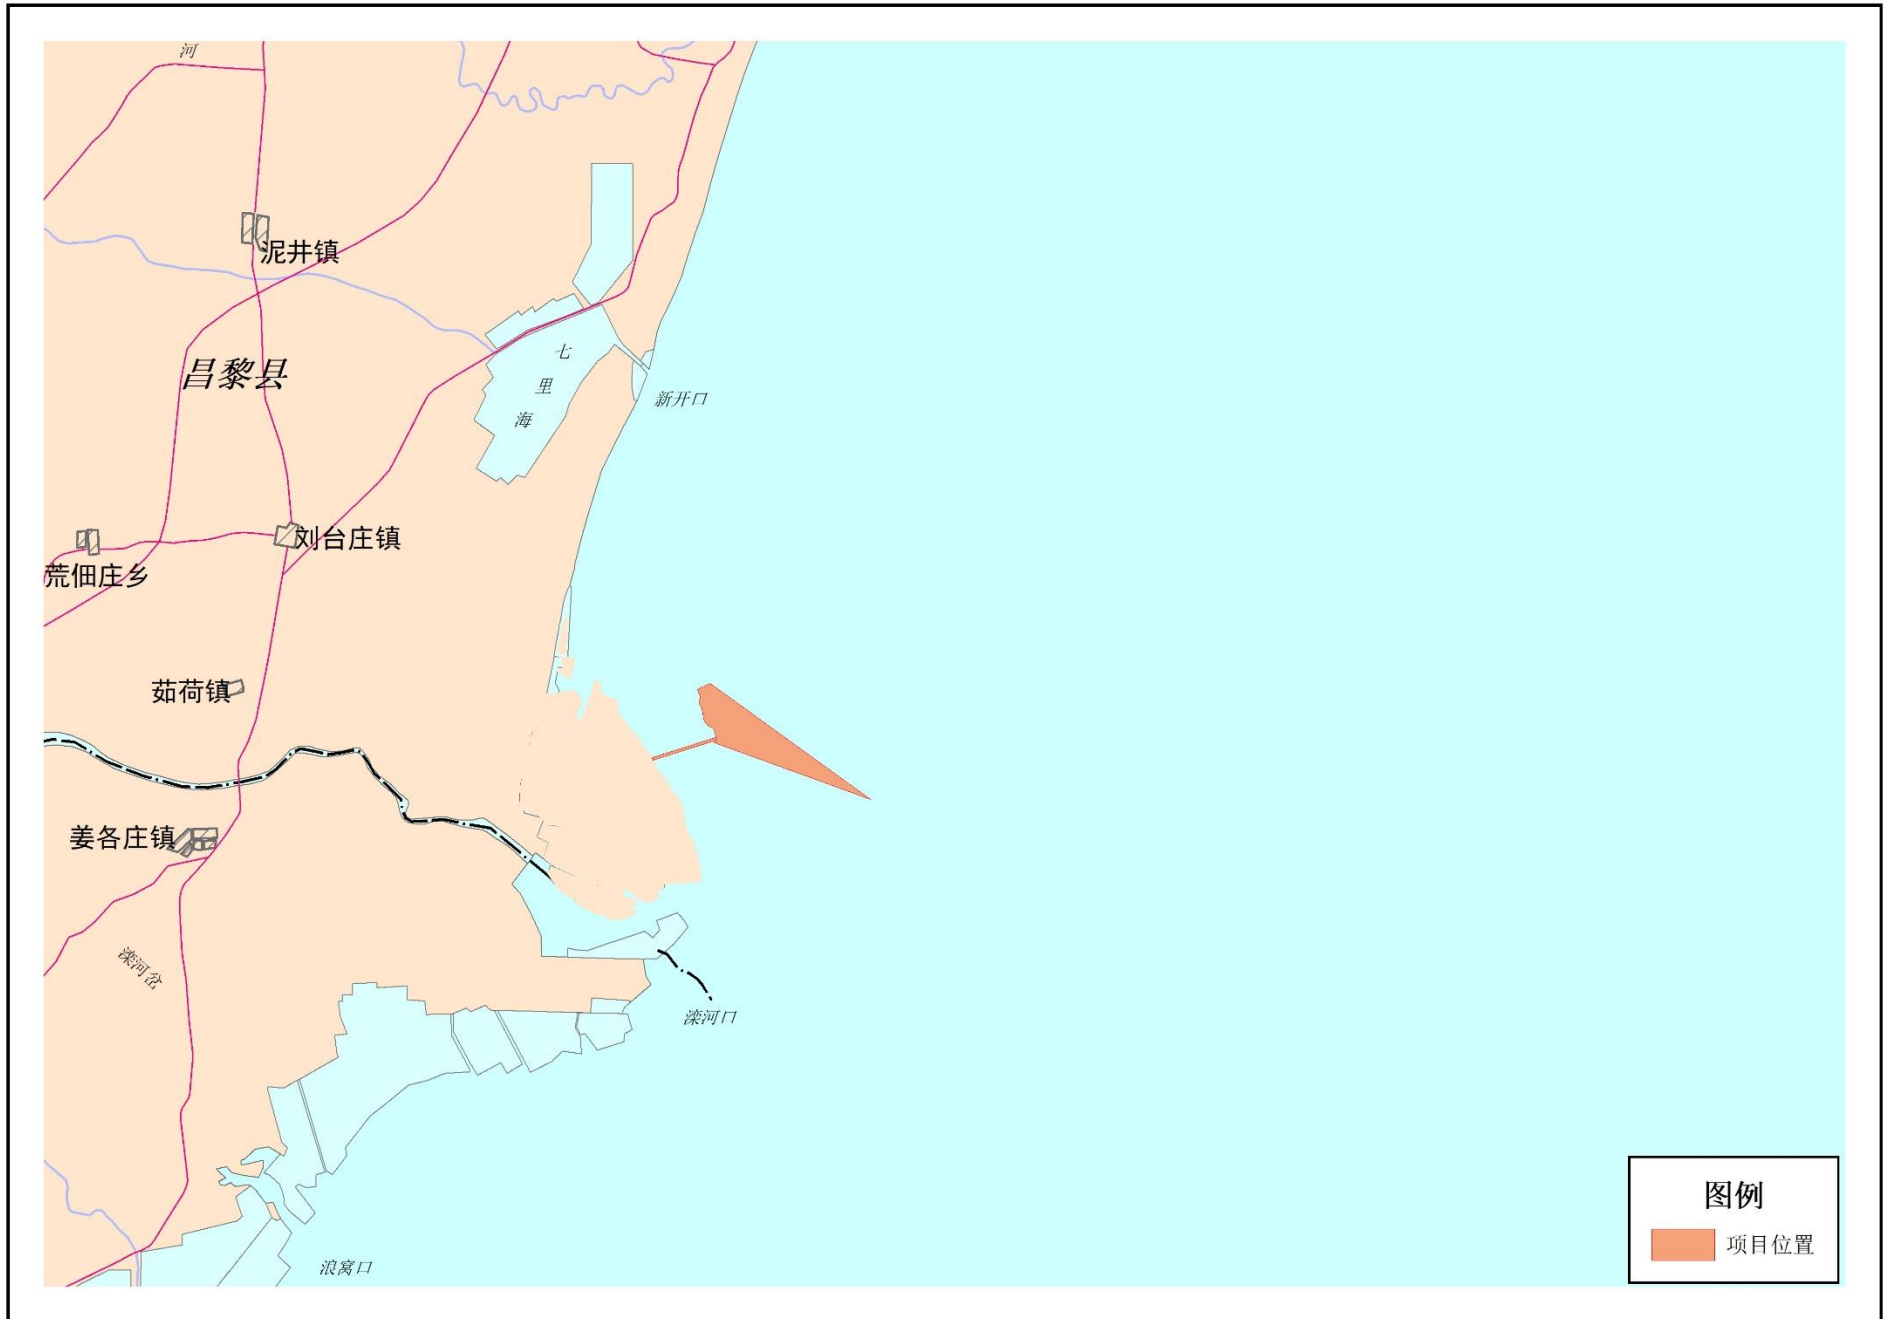 河
泥井镇
昌黎县
七
里
海
新开口
刘台庄镇
荒佃庄乡
茹荷镇
姜各庄镇
滦河岔
滦河口
浪窝口
图例
项目位置